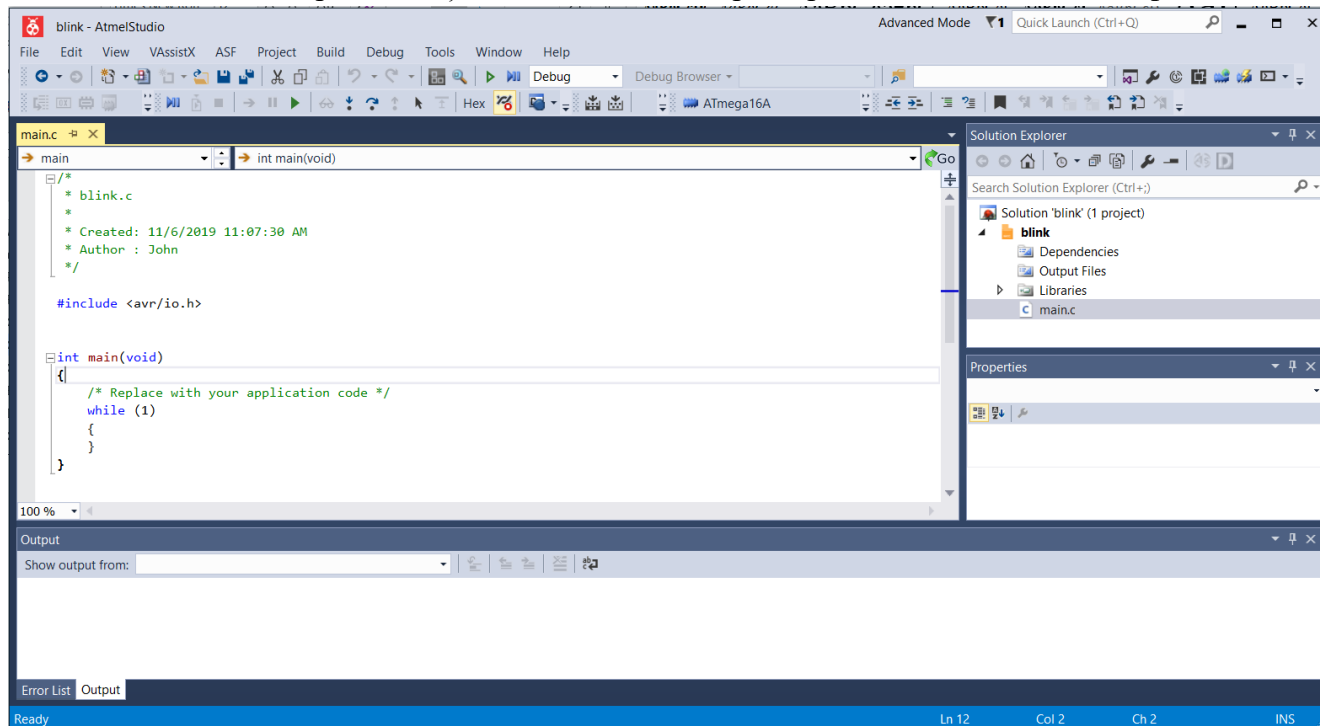 blink - AtmelStudio
Advanced Mode 1 Quick Launch (Ctrl+Q)
File Edit View VAssistX ASF Project Build Debug Tools Window Help
Debug Debug Browser
Hex ATmega16A
main.c
main int main(void) Go
/*
* blink.c
*
* Created: 11/6/2019 11:07:30 AM
* Author : John
*/
#include <avr/io.h>
int main(void)
{
/* Replace with your application code */
while (1)
{
}
}
100 %
Solution Explorer
Search Solution Explorer (Ctrl+;)
Solution 'blink' (1 project)
blink
Dependencies
Output Files
Libraries
main.c
Properties
Output
Show output from:
Error List Output
Ready Ln 12 Col 2 Ch 2 INS